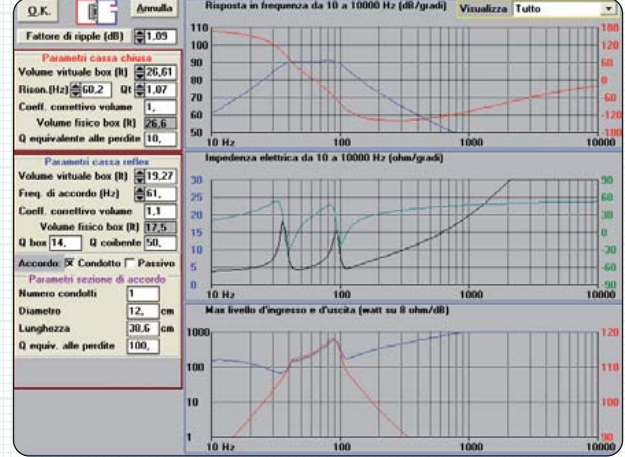 O.K.
Annulla
Fattore di ripple (dB) 1,09
Parametri cassa chiusa
Volume virtuale box (lt) 26,61
Rison.(Hz) 60,2 Qt 1,07
Coeff. correttivo volume 1,
Volume fisico box (lt) 26,6
Q equivalente alle perdite 10,
Parametri cassa reflex
Volume virtuale box (lt) 19,27
Freq. di accordo (Hz) 61,
Coeff. correttivo volume 1,1
Volume fisico box (lt) 17,5
Q box 14, Q coibente 50,
Accordo: Condotto Passivo
Parametri sezione di accordo
Numero condotti 1
Diametro 12, cm
Lunghezza 38,6 cm
Q equiv. alle perdite 100,
Risposta in frequenza da 10 a 10000 Hz (dB/gradi)
Visualizza Tutto
110 180
100 120
90 60
80 0
70 -60
60 -120
50 -180
10 Hz 100 1000 10000
Impedenza elettrica da 10 a 10000 Hz (ohm/gradi)
30 90
25 60
20 30
15 0
10 -30
5 -60
0 -90
10 Hz 100 1000 10000
Max livello d'ingresso e d'uscita (watt su 8 ohm/dB)
1000 120
100 110
10 100
1 90
10 Hz 100 1000 10000